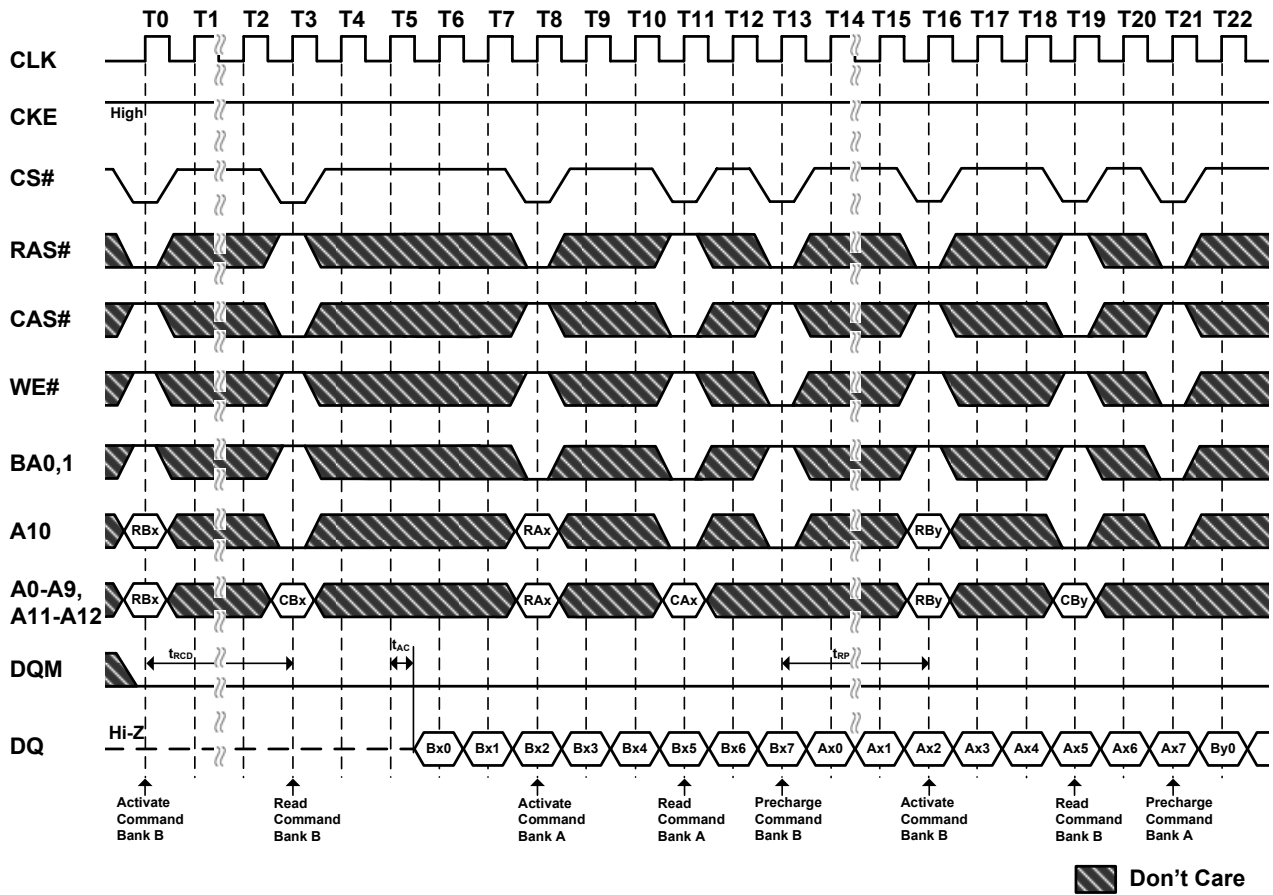 T0 T1 T2 T3 T4 T5 T6 T7 T8 T9 T10 T11 T12 T13 T14 T15 T16 T17 T18 T19 T20 T21 T22
CLK
CKE
High
CS#
RAS#
CAS#
WE#
BA0,1
A10
RBx RAx RBy
A0-A9,
A11-A12
RBx CBx RAx CAx RBy CBy
DQM
tRCD tAC tRP
DQ
Hi-Z
Bx0 Bx1 Bx2 Bx3 Bx4 Bx5 Bx6 Bx7 Ax0 Ax1 Ax2 Ax3 Ax4 Ax5 Ax6 Ax7 By0
Activate
Command
Bank B
Read
Command
Bank B
Activate
Command
Bank A
Read
Command
Bank A
Precharge
Command
Bank B
Activate
Command
Bank B
Read
Command
Bank B
Precharge
Command
Bank A
Don't Care